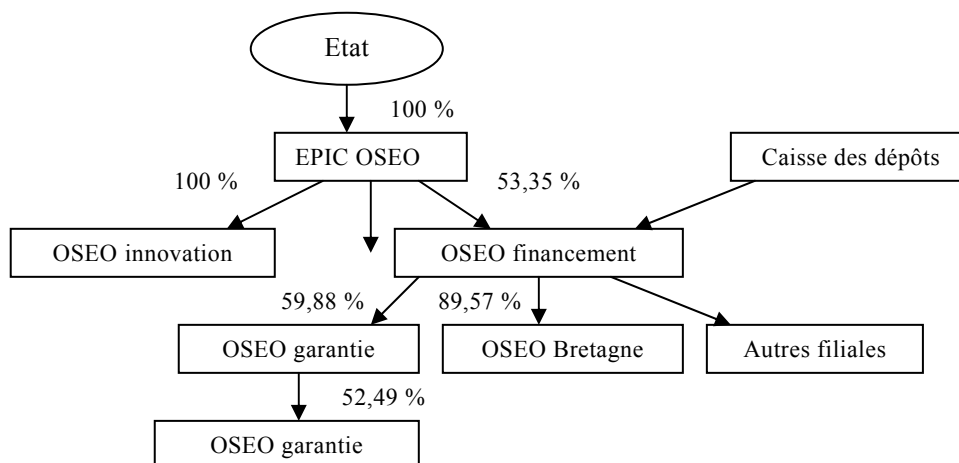 Etat
100 %
EPIC OSEO
Caisse des dépôts
100 %
53,35 %
OSEO innovation
OSEO financement
59,88 %
89,57 %
OSEO garantie
OSEO Bretagne
Autres filiales
52,49 %
OSEO garantie